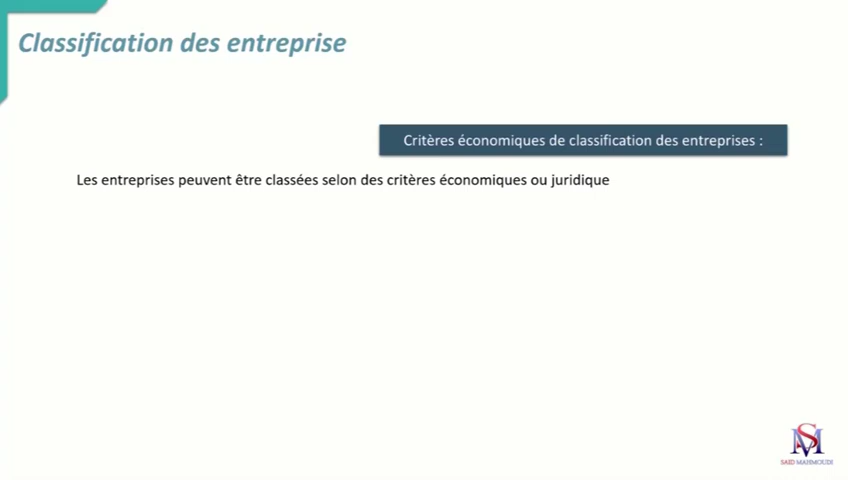 Classification des entreprise
Critères économiques de classification des entreprises :
Les entreprises peuvent être classées selon des critères économiques ou juridique
SM
SAID MAHMOUDI